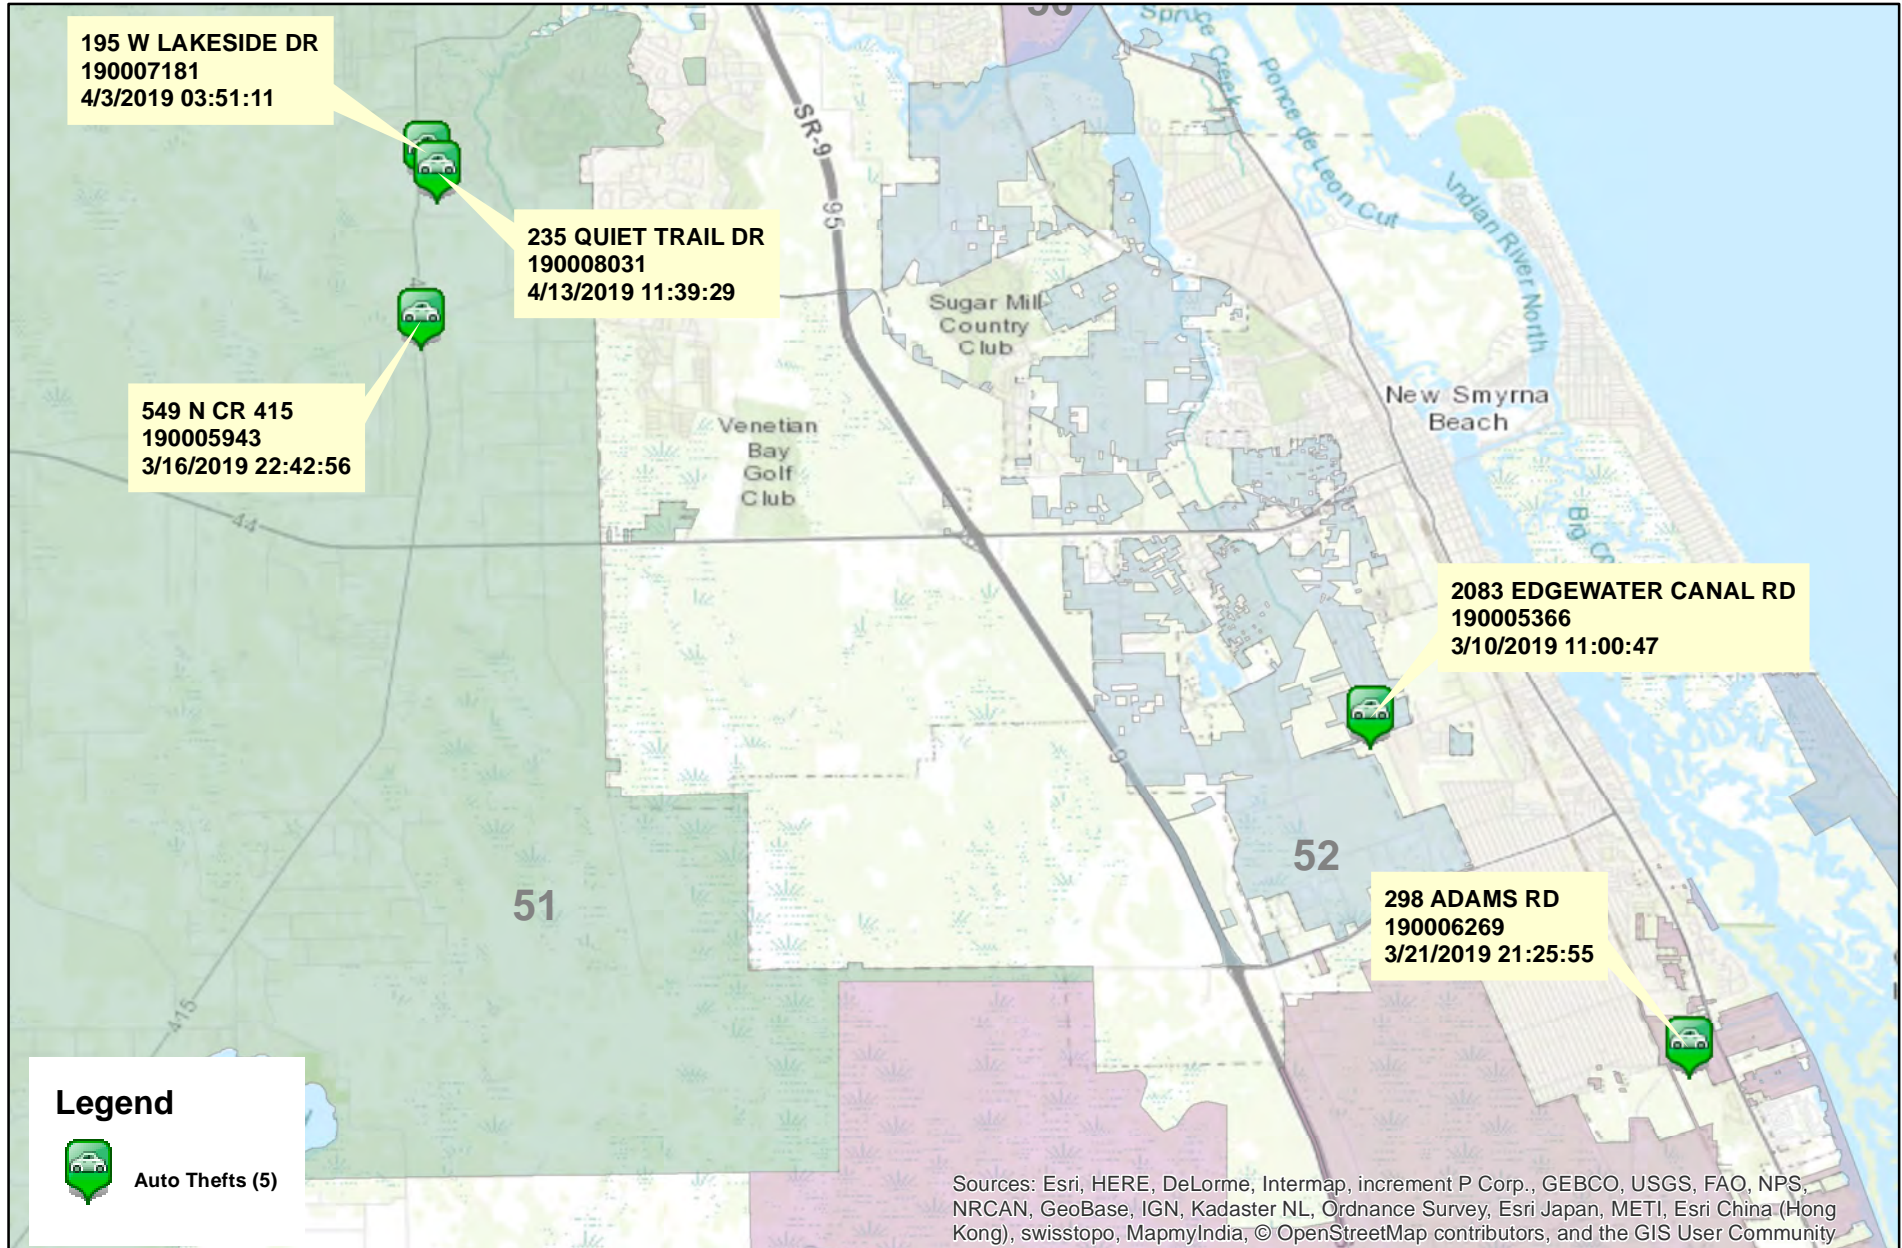 195 W LAKESIDE DR
190007181
4/3/2019 03:51:11
235 QUIET TRAIL DR
190008031
4/13/2019 11:39:29
549 N CR 415
190005943
3/16/2019 22:42:56
2083 EDGEWATER CANAL RD
190005366
3/10/2019 11:00:47
298 ADAMS RD
190006269
3/21/2019 21:25:55
Spruce Creek
Ponce de Leon Cut
Indian River North
SR-9
95
Sugar Mill
Country
Club
New Smyrna
Beach
Venetian
Bay
Golf
Club
44
9
51
52
415
Legend
Auto Thefts (5)
Sources: Esri, HERE, DeLorme, Intermap, increment P Corp., GEBCO, USGS, FAO, NPS,
NRCAN, GeoBase, IGN, Kadaster NL, Ordnance Survey, Esri Japan, METI, Esri China (Hong
Kong), swisstopo, MapmyIndia, © OpenStreetMap contributors, and the GIS User Community